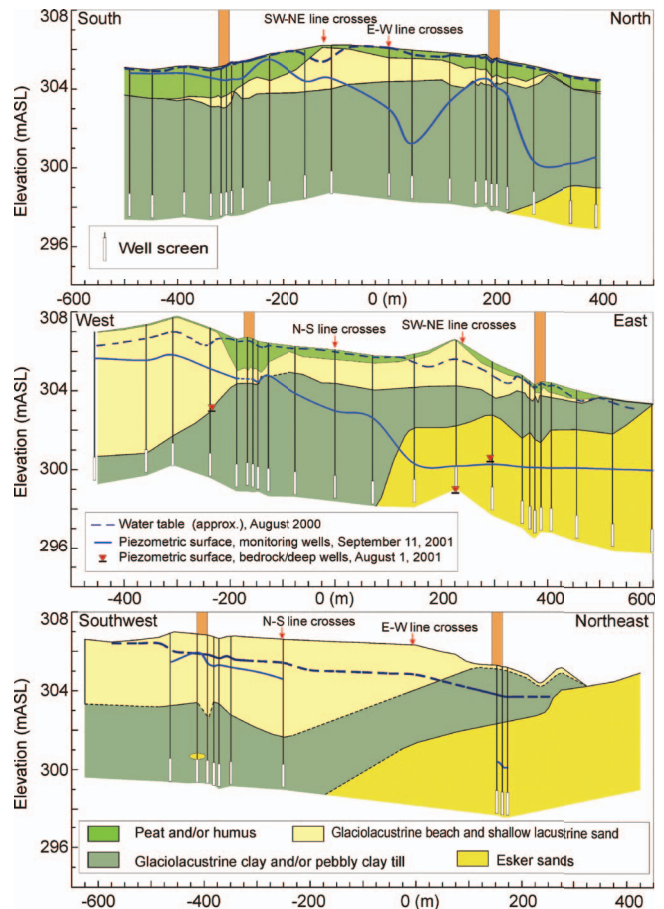 308
South
SW-NE line crosses
E-W line crosses
North
304
300
296
Elevation (mASL)
Well screen
-600
-400
-200
0 (m)
200
400
308
West
N-S line crosses
SW-NE line crosses
East
304
300
296
Elevation (mASL)
Water table (approx.), August 2000
Piezometric surface, monitoring wells, September 11, 2001
Piezometric surface, bedrock/deep wells, August 1, 2001
-400
-200
0 (m)
200
400
600
308
Southwest
N-S line crosses
E-W line crosses
Northeast
304
300
296
Elevation (mASL)
Peat and/or humus
Glaciolacustrine beach and shallow lacustrine sand
Glaciolacustrine clay and/or pebbly clay till
Esker sands
-600
-400
-200
0 (m)
200
400